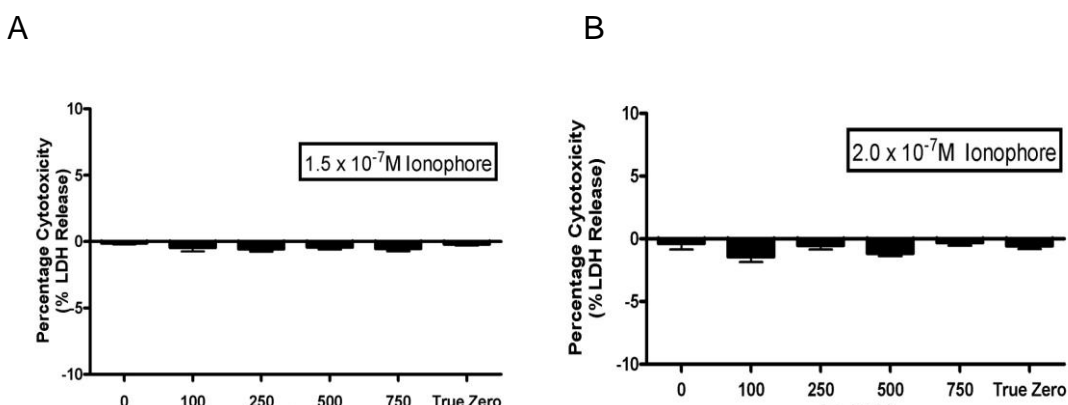 A
B
Percentage Cytotoxicity
(% LDH Release)
10
5
0
-5
-10
1.5 x 10-7M Ionophore
0 100 250 500 750 True Zero
Percentage Cytotoxicity
(% LDH Release)
10
5
0
-5
-10
2.0 x 10-7M Ionophore
0 100 250 500 750 True Zero